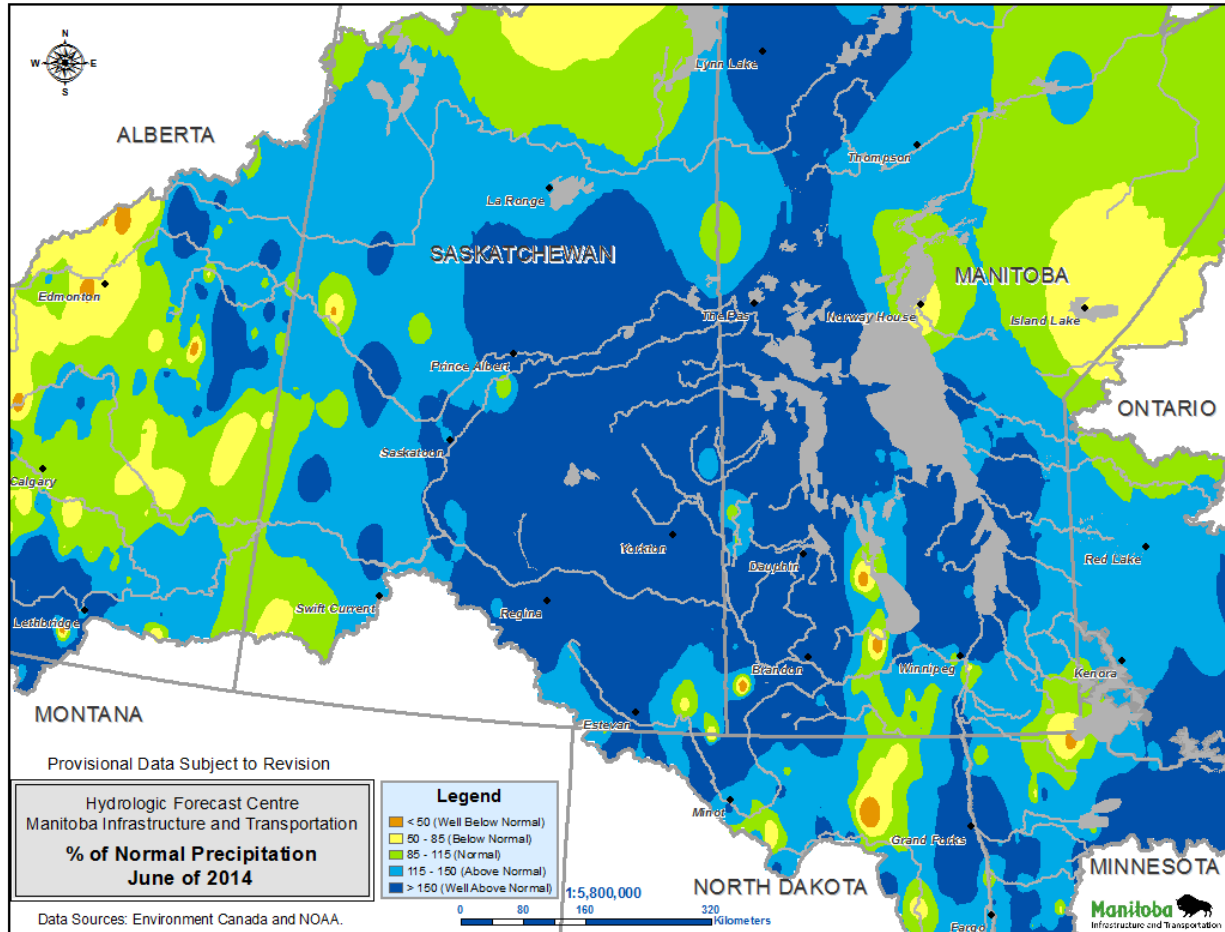 N
W E
S
Lynn Lake
ALBERTA
Thompson
La Ronge
SASKATCHEWAN
MANITOBA
Edmonton
The Pas
Norway House
Island Lake
Prince Albert
ONTARIO
Saskatoon
Calgary
Yorkton
Dauphin
Red Lake
Lethbridge
Swift Current
Regina
Brandon
Winnipeg
Kenora
MONTANA
Estevan
Provisional Data Subject to Revision
Hydrologic Forecast Centre
Manitoba Infrastructure and Transportation
% of Normal Precipitation
June of 2014
Data Sources: Environment Canada and NOAA.
Legend
< 50 (Well Below Normal)
50 - 85 (Below Normal)
85 - 115 (Normal)
115 - 150 (Above Normal)
> 150 (Well Above Normal)
Minot
Grand Forks
NORTH DAKOTA
MINNESOTA
1:5,800,000
0 80 160 320
Kilometers
Fargo
Manitoba
Infrastructure and Transportation